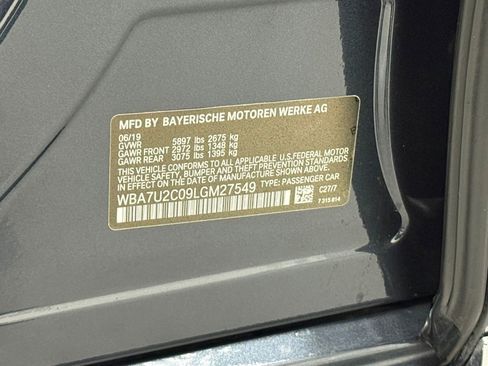 MFD BY BAYERISCHE MOTOREN WERKE AG
06/19
GVWR 5897 lbs 2675 kg
GAWR FRONT 2972 lbs 1348 kg
GAWR REAR 3075 lbs 1395 kg
THIS VEHICLE CONFORMS TO ALL APPLICABLE U.S.FEDERAL MOTOR
VEHICLE SAFETY, BUMPER AND THEFT PREVENTION STANDARDS IN
EFFECT ON THE DATE OF MANUFACTURE SHOWN ABOVE.
WBA7U2C09LGM27549 TYPE: PASSENGER CAR
C27/7
7 315 814